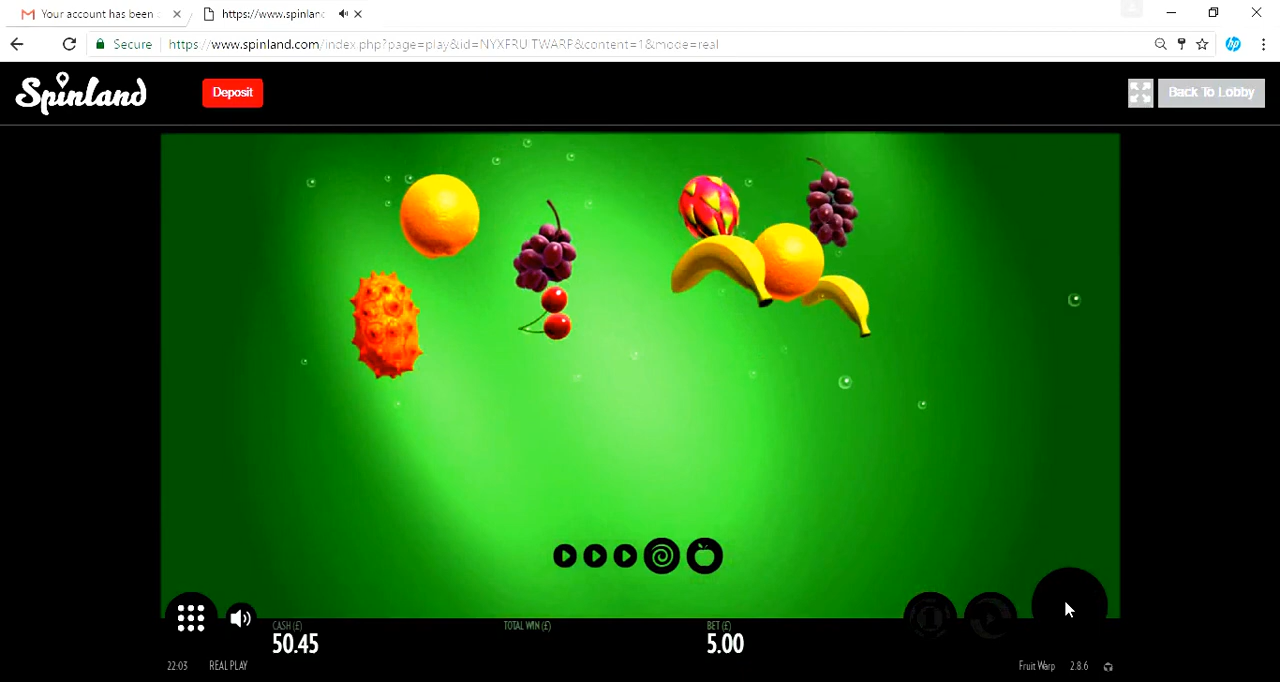 Your account has been
https://www.spinland
Secure
https://www.spinland.com/index.php?page=play&id=NYXFRUITWARP&content=1&mode=real
Spinland
Deposit
Back To Lobby
CASH (£)
50.45
TOTAL WIN (£)
BET (£)
5.00
22:03
REAL PLAY
Fruit Warp
2.8.6